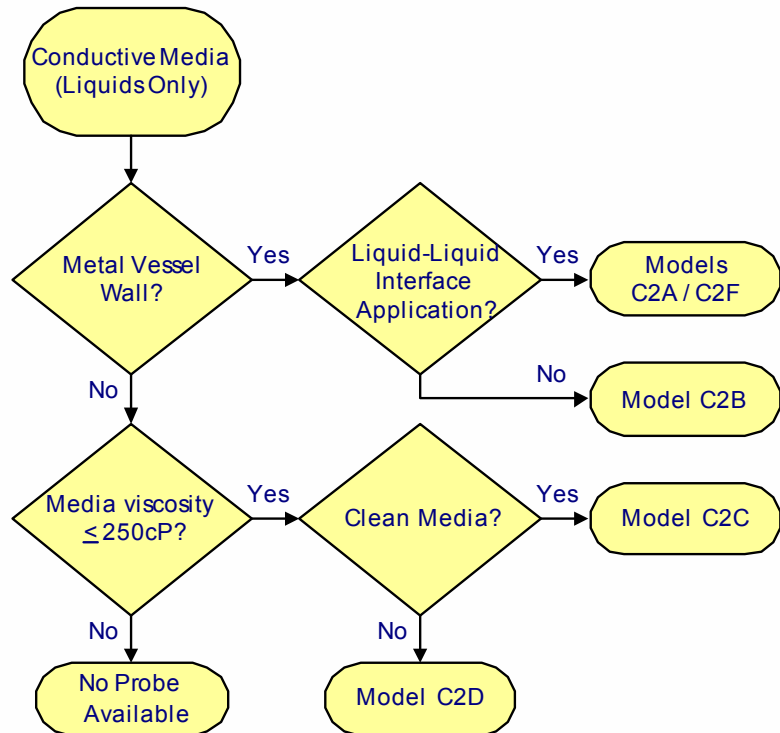 Conductive Media
(Liquids Only)
Metal Vessel
Wall?
Yes
Liquid-Liquid
Interface
Application?
Yes
Models
C2A / C2F
No
Model C2B
No
Media viscosity
≤ 250cP?
Yes
Clean Media?
Yes
Model C2C
No
No Probe
Available
No
Model C2D